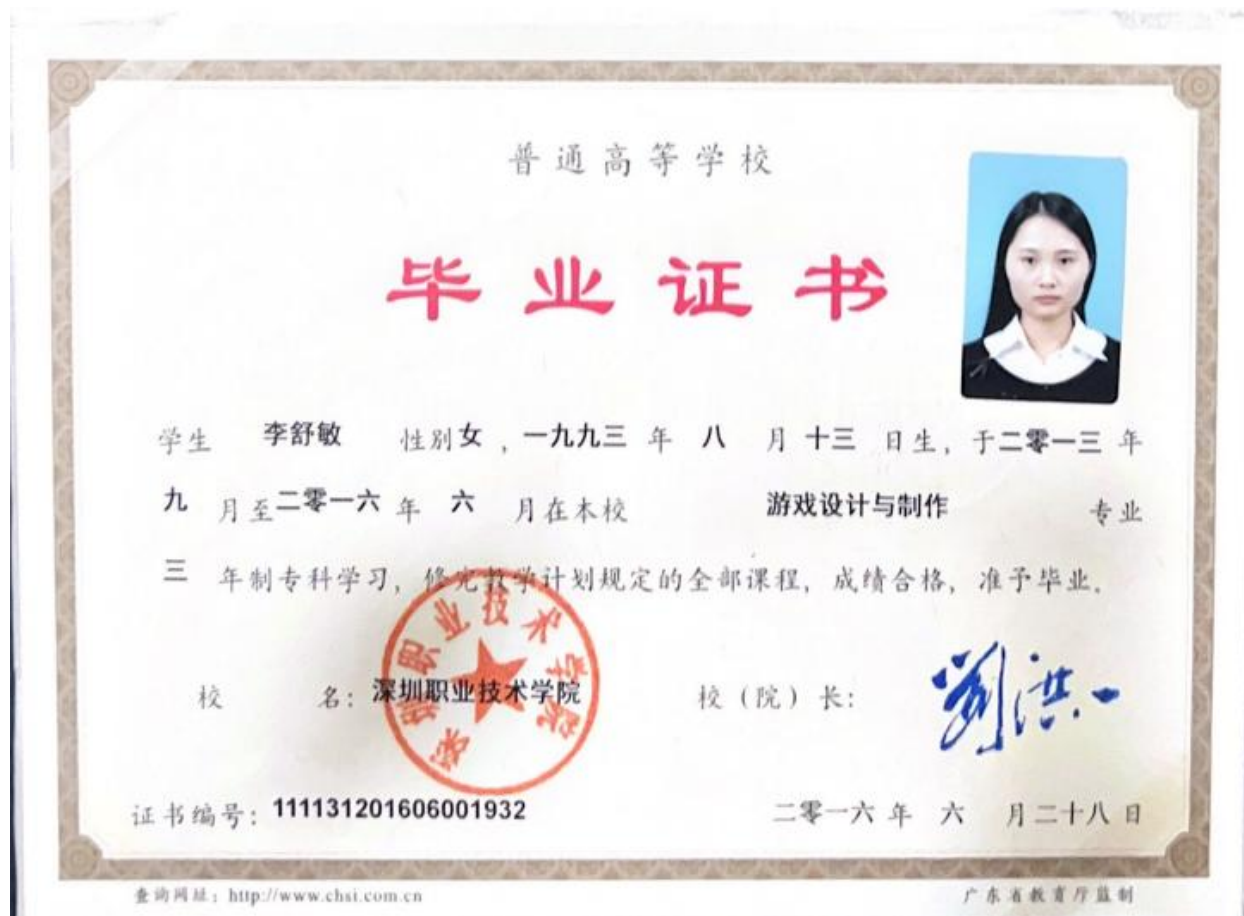 普通高等学校
毕业证书
学生 李舒敏 性别女，一九九三 年 八 月 十三 日生，于二零一三 年
九 月至二零一六 年 六 月在本校 游戏设计与制作 专业
三 年制专科学习，修完教学计划规定的全部课程，成绩合格，准予毕业．
校 名：深圳职业技术学院 校（院）长：刘洪一
深圳职业技术学院
证书编号：111131201606001932 二零一六 年 六 月二十八 日
查询网址：http://www.chsi.com.cn 广东省教育厅监制